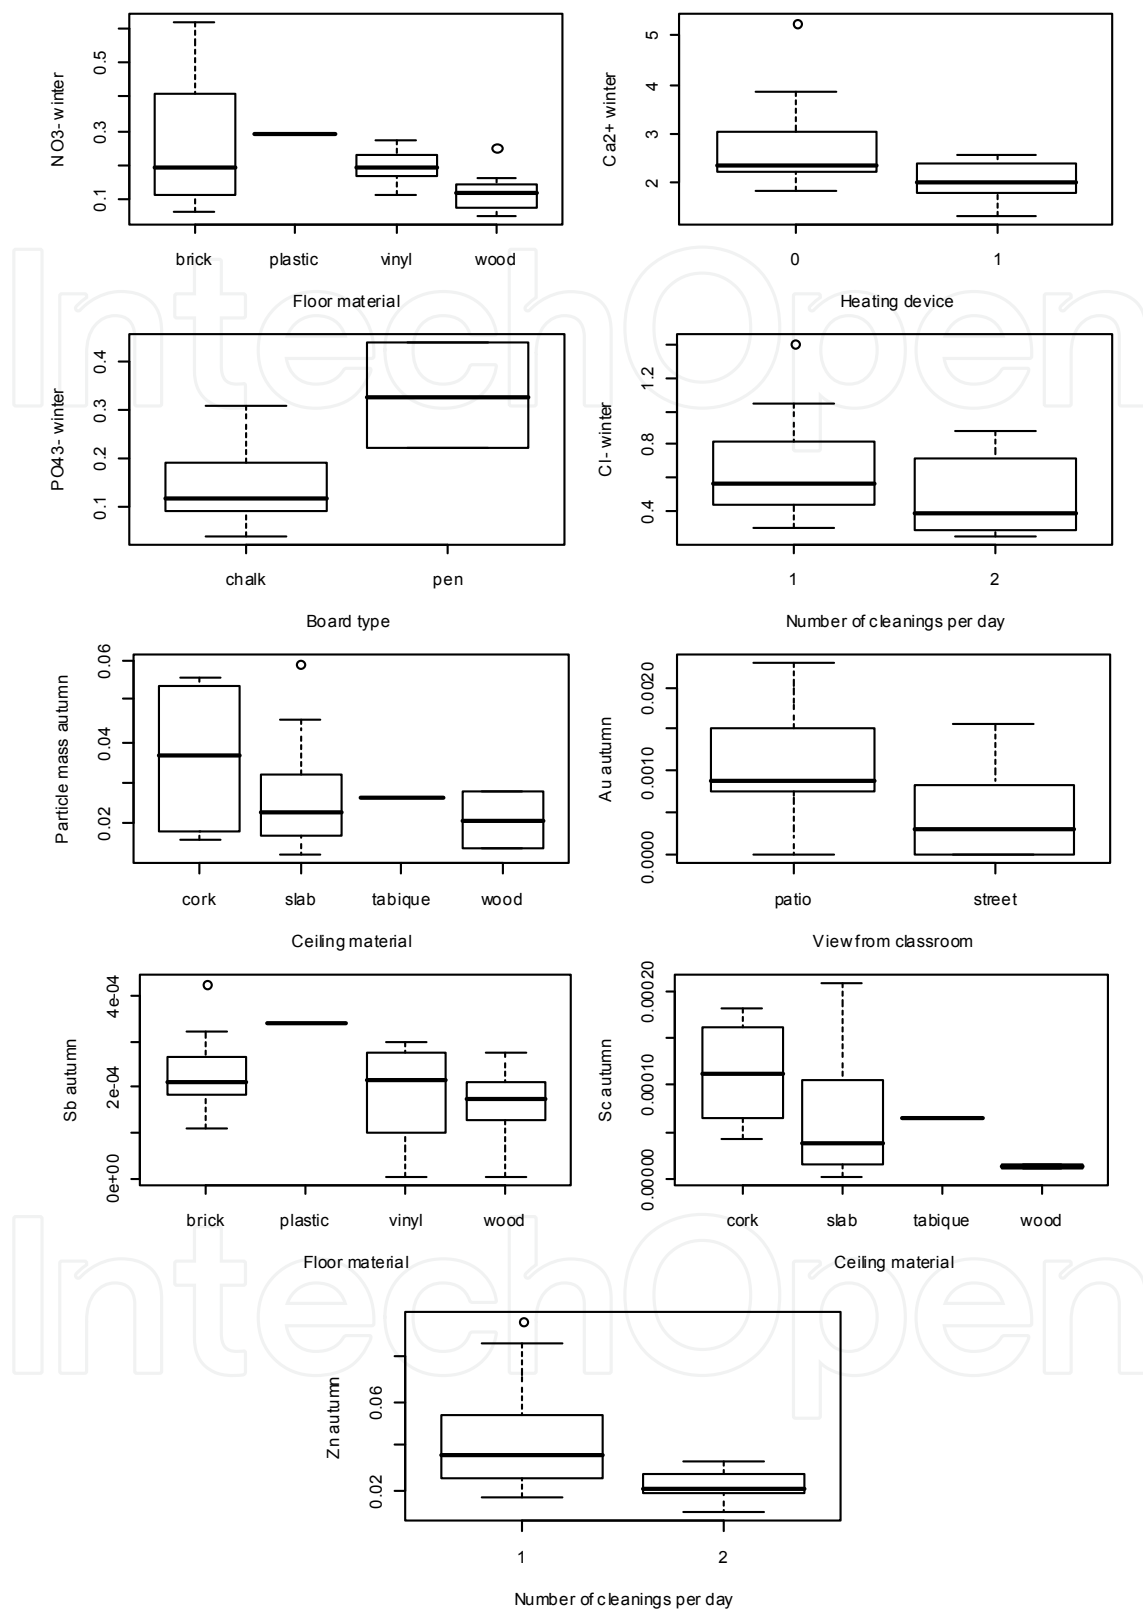 NO3- winter
0.1 0.3 0.5
brick plastic vinyl wood
Floor material
Ca2+ winter
2 3 4 5
0 1
Heating device
PO43- winter
0.1 0.2 0.3 0.4
chalk pen
Board type
Cl- winter
0.4 0.8 1.2
1 2
Number of cleanings per day
Particle mass autumn
0.02 0.04 0.06
cork slab tabique wood
Ceiling material
Au autumn
0.0000 0.0010 0.0020
patio street
View from classroom
Sb autumn
0e+00 2e-04 4e-04
brick plastic vinyl wood
Floor material
Sc autumn
0.00000 0.00010 0.00020
cork slab tabique wood
Ceiling material
Zn autumn
0.02 0.06
1 2
Number of cleanings per day
IntechOpen
IntechOpen